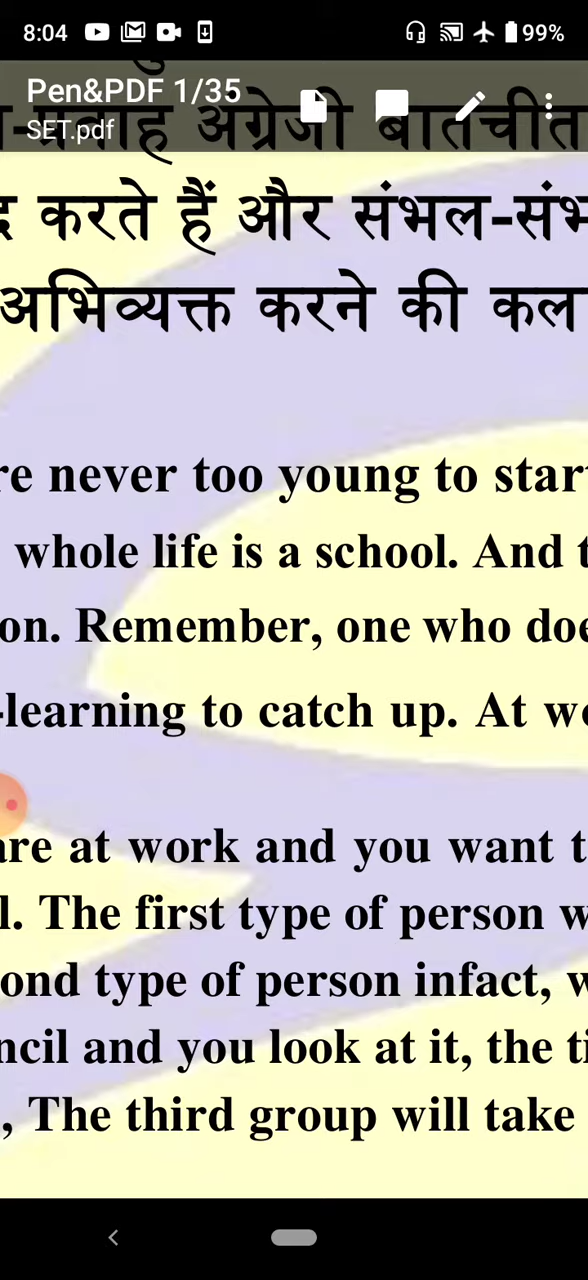 8:04
99%
Pen&PDF 1/35
SET.pdf
अंग्रेजी बातचीत
करते हैं और संभल-संभ
अभिव्यक्त करने की कल
re never too young to star
whole life is a school. And t
on. Remember, one who doe
-learning to catch up. At we
are at work and you want t
l. The first type of person w
ond type of person infact, w
ncil and you look at it, the ti
, The third group will take